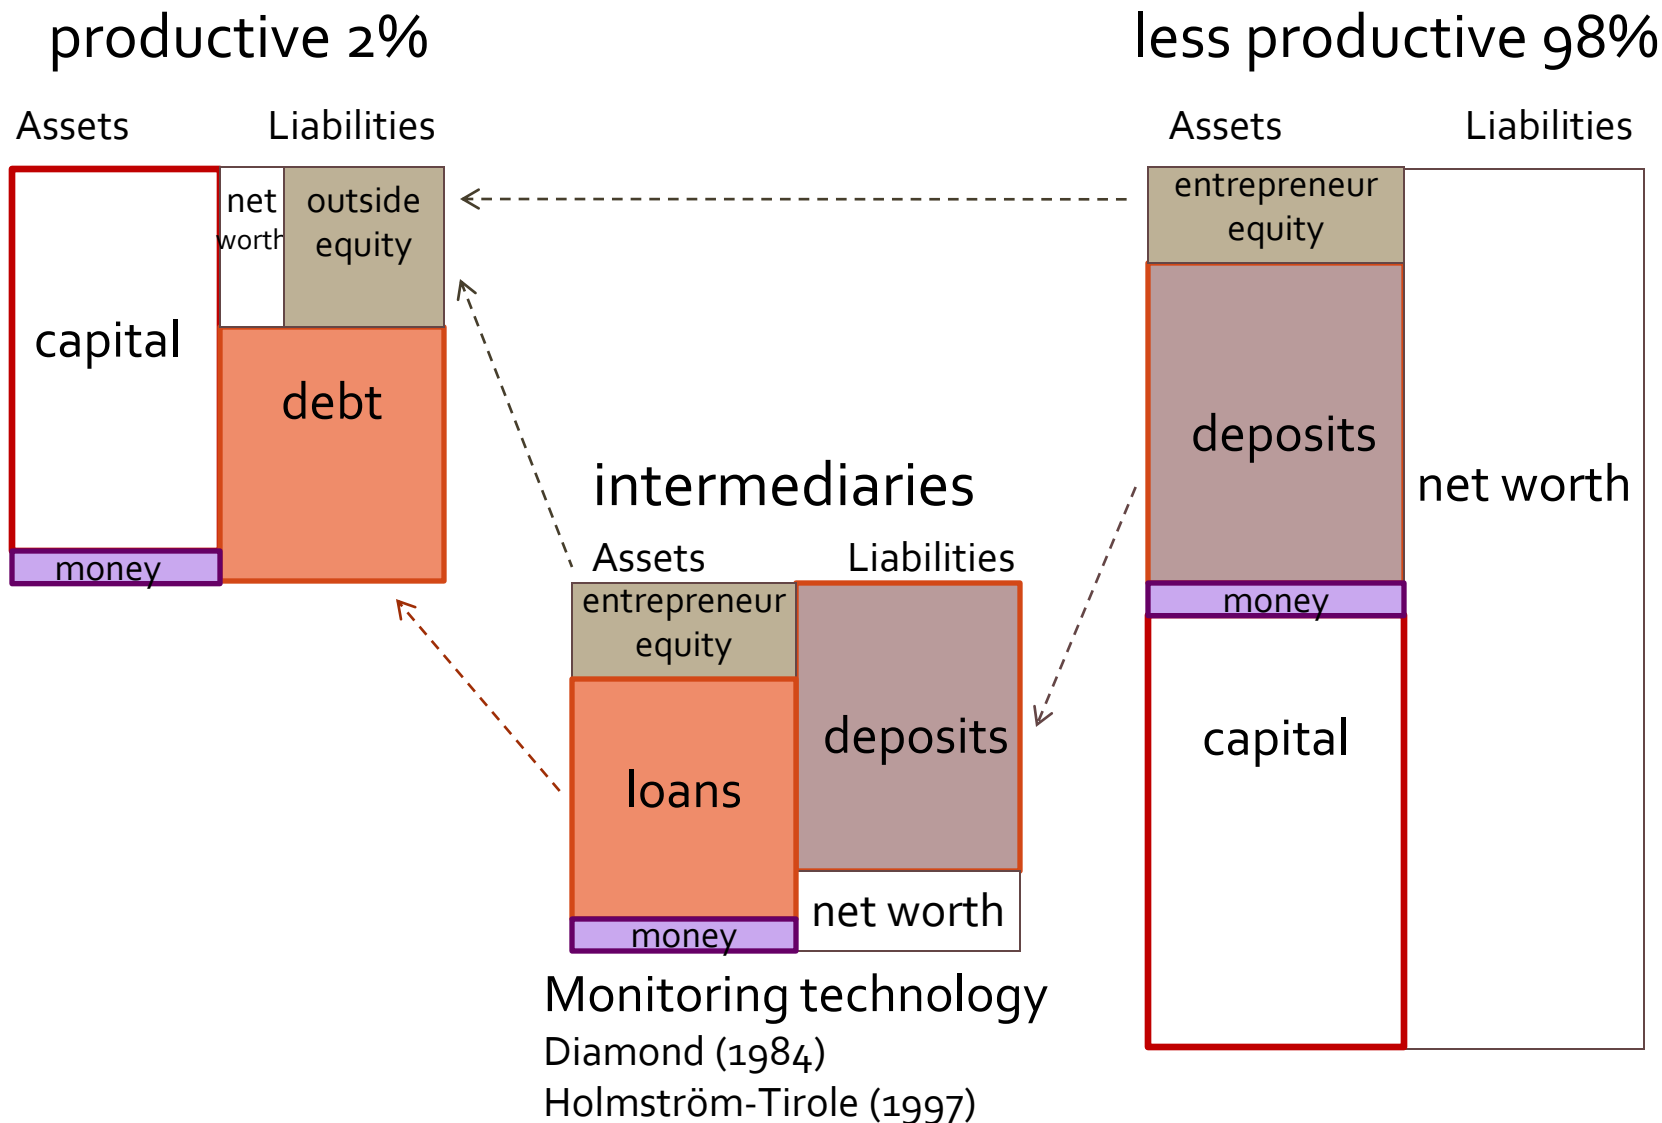 productive 2%
less productive 98%
Assets
Liabilities
Assets
Liabilities
net
worth
outside
equity
entrepreneur
equity
capital
debt
deposits
net worth
intermediaries
money
Assets
Liabilities
entrepreneur
equity
money
deposits
loans
capital
net worth
money
Monitoring technology
Diamond (1984)
Holmström-Tirole (1997)